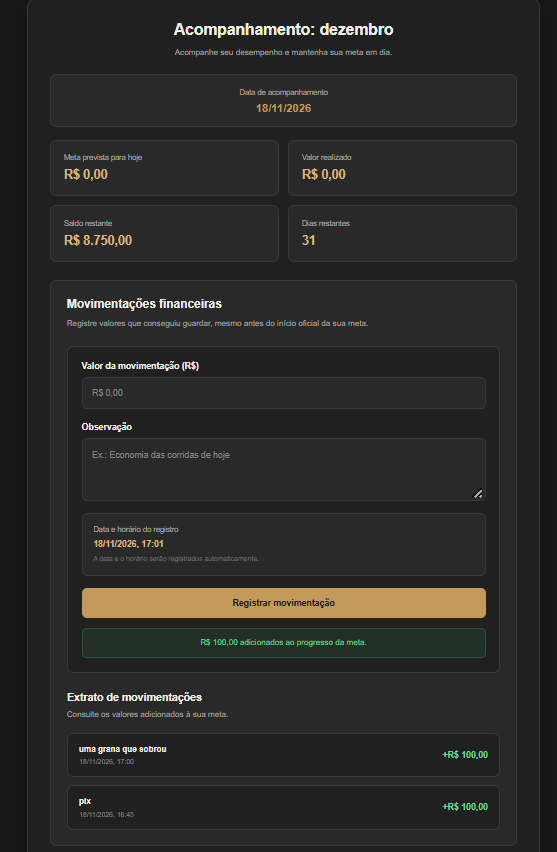 Acompanhamento: dezembro
Acompanhe seu desempenho e mantenha sua meta em dia.
Data de acompanhamento
18/11/2026
Meta prevista para hoje
R$ 0,00
Valor realizado
R$ 0,00
Saldo restante
R$ 8.750,00
Dias restantes
31
Movimentações financeiras
Registre valores que conseguiu guardar, mesmo antes do início oficial da sua meta.
Valor da movimentação (R$)
R$ 0,00
Observação
Ex.: Economia das corridas de hoje
Data e horário do registro
18/11/2026, 17:01
A data e o horário serão registrados automaticamente.
Registrar movimentação
R$ 100,00 adicionados ao progresso da meta.
Extrato de movimentações
Consulte os valores adicionados à sua meta.
uma grana que sobrou
18/11/2026, 17:00
+R$ 100,00
pix
18/11/2026, 16:45
+R$ 100,00